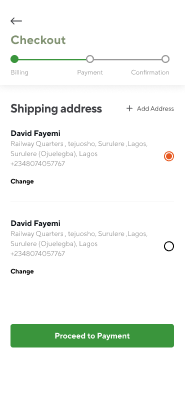 Checkout
Billing Payment Confirmation
Shipping address + Add Address
David Fayemi
Railway Quarters , tejuosho, Surulere ,Lagos,
Surulere (Ojuelegba), Lagos
+2348074057767
Change
David Fayemi
Railway Quarters , tejuosho, Surulere ,Lagos,
Surulere (Ojuelegba), Lagos
+2348074057767
Change
Proceed to Payment